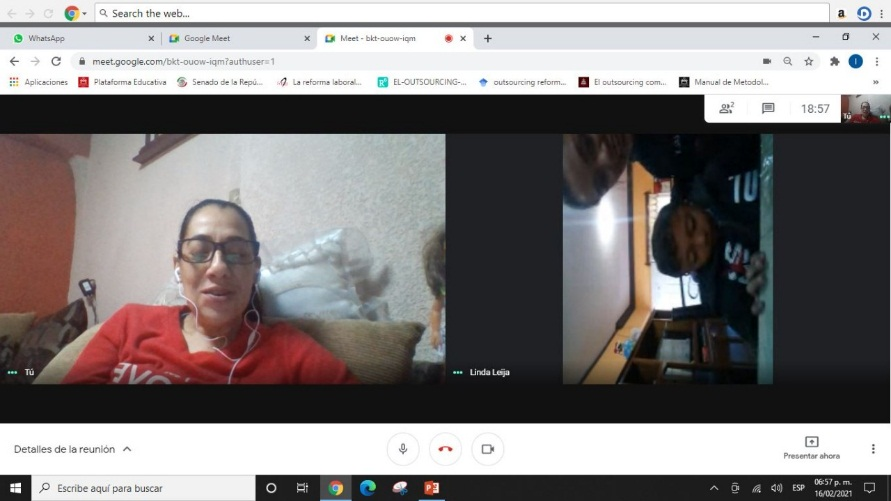 Search the web...
WhatsApp
Google Meet
Meet - bkt-ouow-iqm
meet.google.com/bkt-ouow-iqm?authuser=1
Aplicaciones
Plataforma Educativa
Senado de la Repú...
La reforma laboral...
EL-OUTSOURCING-...
outsourcing reform...
El outsourcing com...
Manual de Metodol...
2
18:57
Tú
Tú
Linda Leija
Detalles de la reunión
Presentar ahora
Escribe aquí para buscar
ESP
06:57 p. m.
16/02/2021